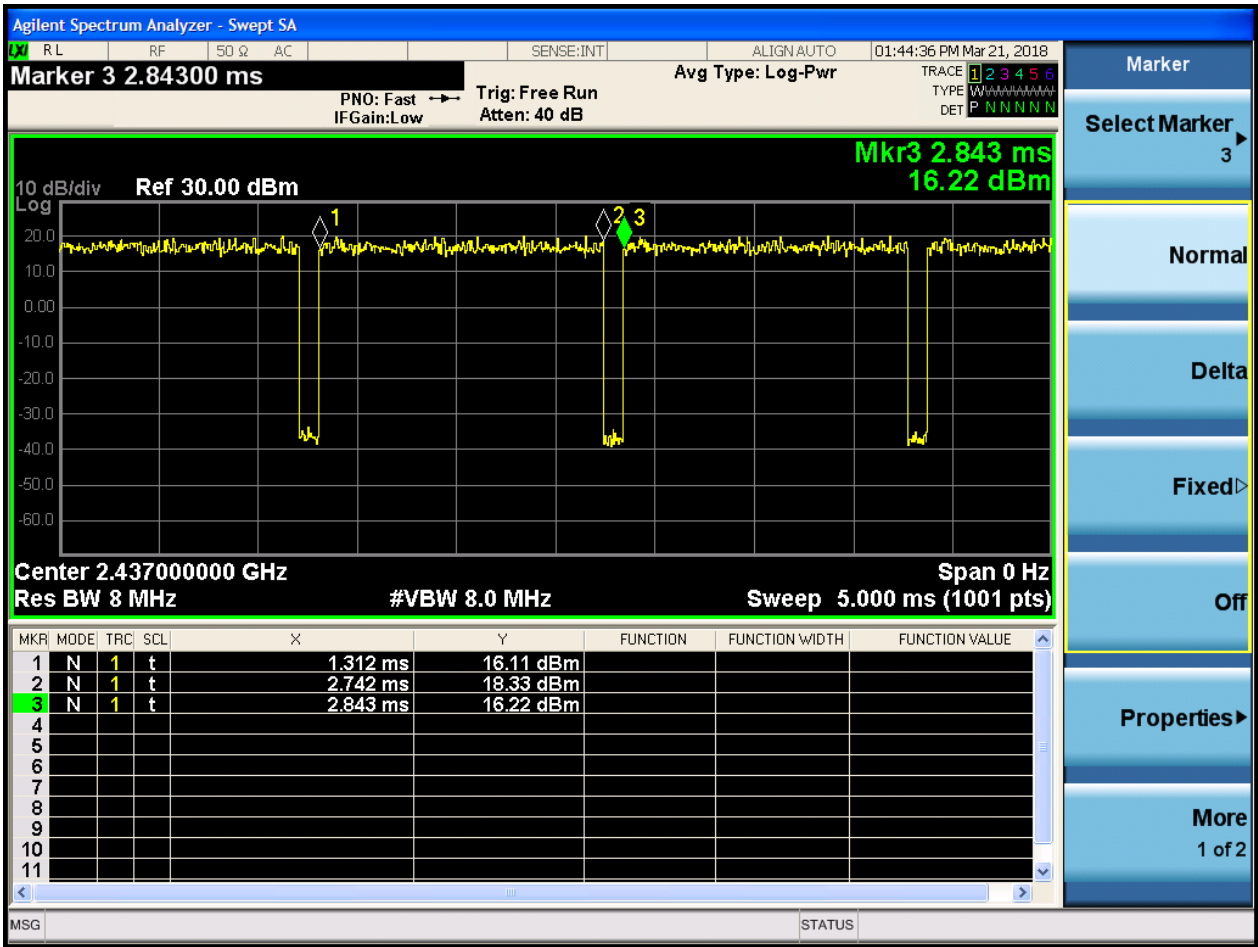 Agilent Spectrum Analyzer - Swept SA
LXI RL RF 50 Ω AC SENSE:INT ALIGN AUTO 01:44:36 PM Mar 21, 2018
Marker 3 2.84300 ms
PNO: Fast
IFGain:Low
Trig: Free Run
Atten: 40 dB
Avg Type: Log-Pwr
TRACE 1 2 3 4 5 6
TYPE WWWWWW
DET P N N N N N
Mkr3 2.843 ms
16.22 dBm
10 dB/div Ref 30.00 dBm
Log
1 2 3
20.0
10.0
0.00
-10.0
-20.0
-30.0
-40.0
-50.0
-60.0
Center 2.437000000 GHz Span 0 Hz
Res BW 8 MHz #VBW 8.0 MHz Sweep 5.000 ms (1001 pts)
MKR MODE TRC SCL X Y FUNCTION FUNCTION WIDTH FUNCTION VALUE
1 N 1 t 1.312 ms 16.11 dBm
2 N 1 t 2.742 ms 18.33 dBm
3 N 1 t 2.843 ms 16.22 dBm
4
5
6
7
8
9
10
11
MSG STATUS
Marker
Select Marker
3
Normal
Delta
Fixed
Off
Properties
More
1 of 2